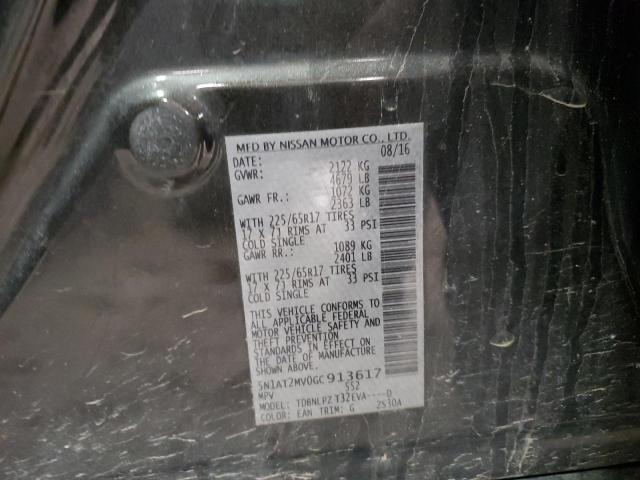 MFD BY NISSAN MOTOR CO., LTD.
DATE: 08/16
GVWR: 2122 KG
4679 LB
GAWR FR.: 1072 KG
2363 LB
WITH 225/65R17 TIRES
17 X 7J RIMS AT 33 PSI
COLD SINGLE
GAWR RR.: 1089 KG
2401 LB
WITH 225/65R17 TIRES
17 X 7J RIMS AT 33 PSI
COLD SINGLE
THIS VEHICLE CONFORMS TO
ALL APPLICABLE FEDERAL
MOTOR VEHICLE SAFETY AND
THEFT PREVENTION
STANDARDS IN EFFECT ON
THE DATE OF MANUFACTURE
SHOWN ABOVE.
5N1AT2MV0GC913617
MPV SS2
MODEL: TDBNLPZ T32EVA----D
COLOR: EAN TRIM: G 2S30A